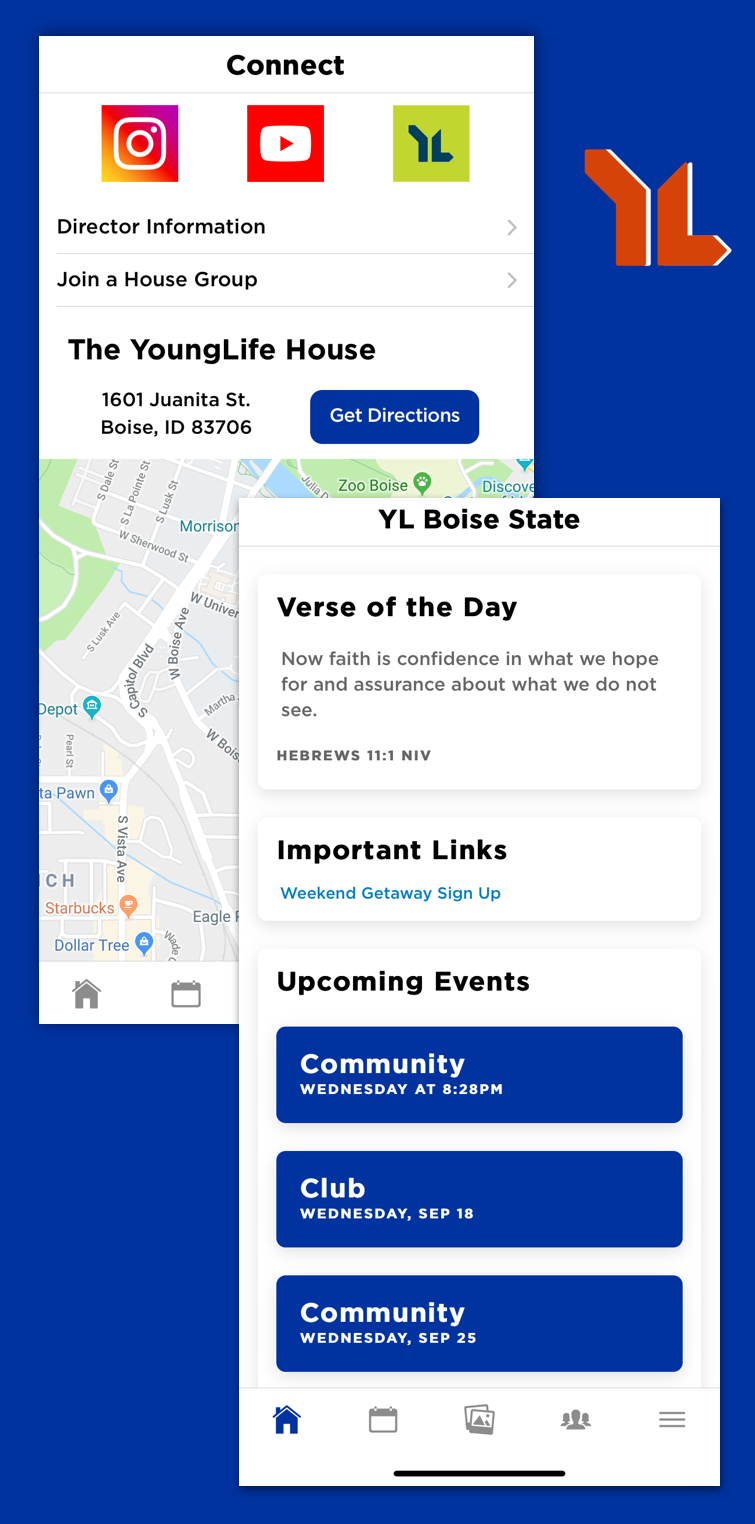 Connect
YL
YL
Director Information
Join a House Group
The YoungLife House
1601 Juanita St.
Boise, ID 83706
Get Directions
S Dale St
S La Pointe St
S Lusk St
Julia D
Zoo Boise
Discove
Morrison
W Sherwood St
W Univer
S Lusk Ave
S Capitol Blvd
W Boise Ave
Martha
Depot
W Bois
Pearl St
ta Pawn
S Vista Ave
CH
Starbucks
Eagle
Wade
Dollar Tree
YL Boise State
Verse of the Day
Now faith is confidence in what we hope
for and assurance about what we do not
see.
HEBREWS 11:1 NIV
Important Links
Weekend Getaway Sign Up
Upcoming Events
Community
WEDNESDAY AT 8:28PM
Club
WEDNESDAY, SEP 18
Community
WEDNESDAY, SEP 25